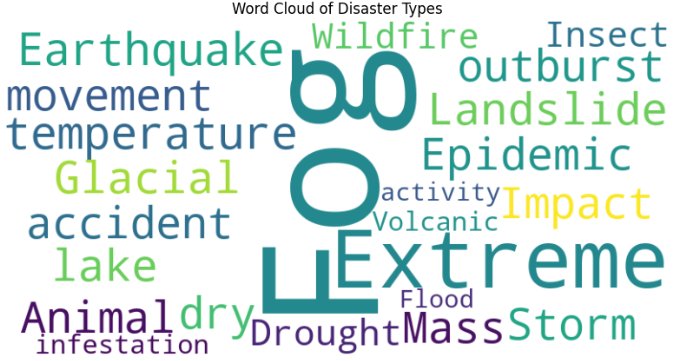 Word Cloud of Disaster Types
Wildfire
Insect
Earthquake
outburst
movement
Landslide
temperature
Fog
Epidemic
Glacial
activity
Impact
accident
Volcanic
lake
Extreme
Flood
Animal
dry
Drought
Mass
Storm
infestation